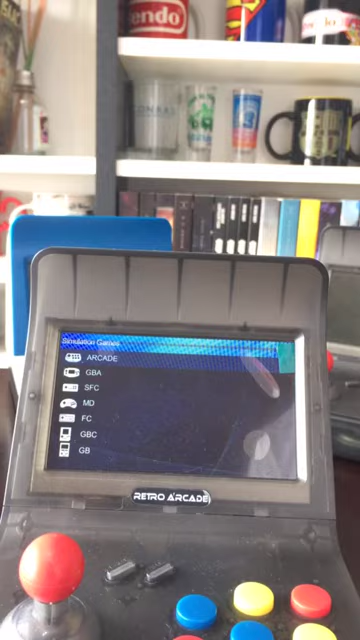 endo
Simulation Games
ARCADE
GBA
SFC
MD
FC
GBC
GB
RETRO ARCADE